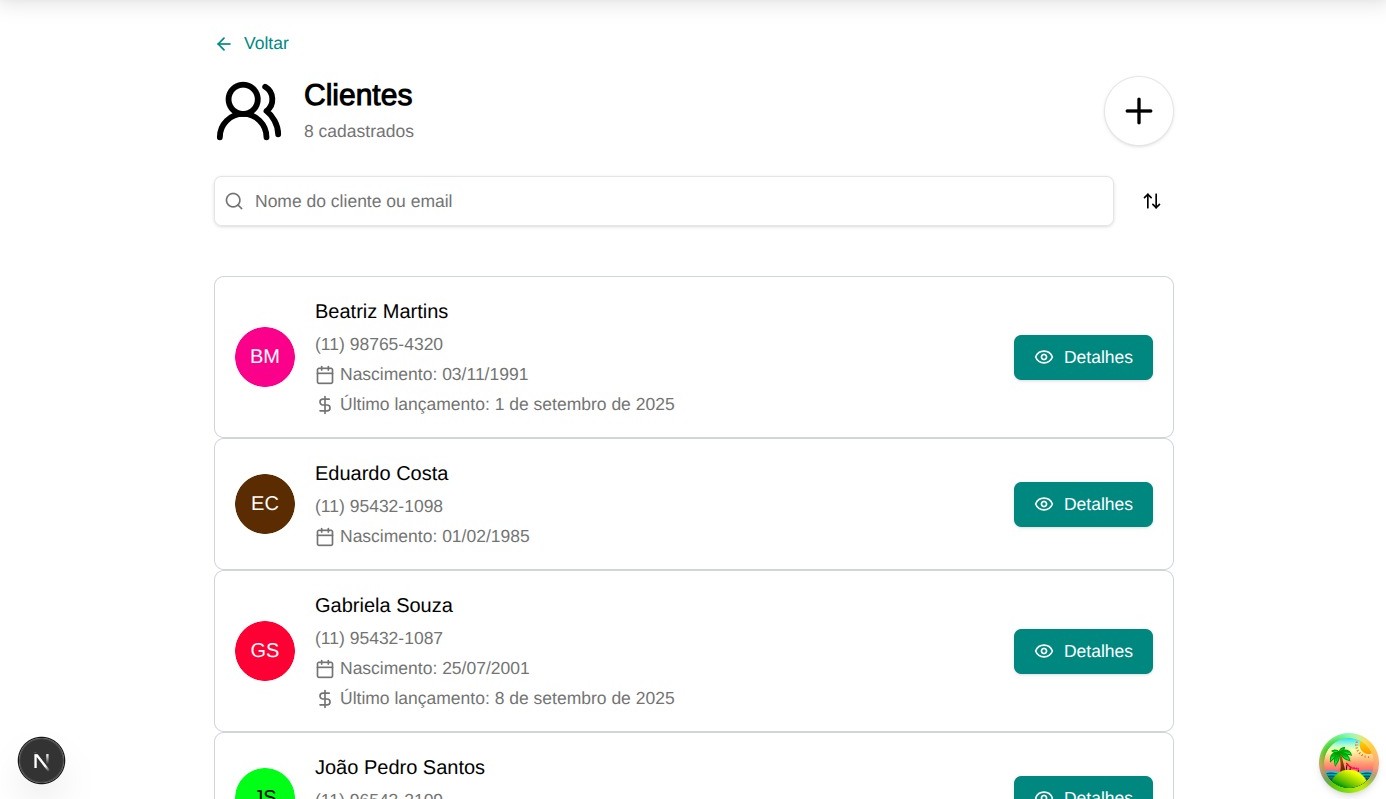 Voltar
Clientes
8 cadastrados
Nome do cliente ou email
BM
Beatriz Martins
(11) 98765-4320
Nascimento: 03/11/1991
Último lançamento: 1 de setembro de 2025
Detalhes
EC
Eduardo Costa
(11) 95432-1098
Nascimento: 01/02/1985
Detalhes
GS
Gabriela Souza
(11) 95432-1087
Nascimento: 25/07/2001
Último lançamento: 8 de setembro de 2025
Detalhes
JS
João Pedro Santos
(11) 96543-2109
Detalhes
N